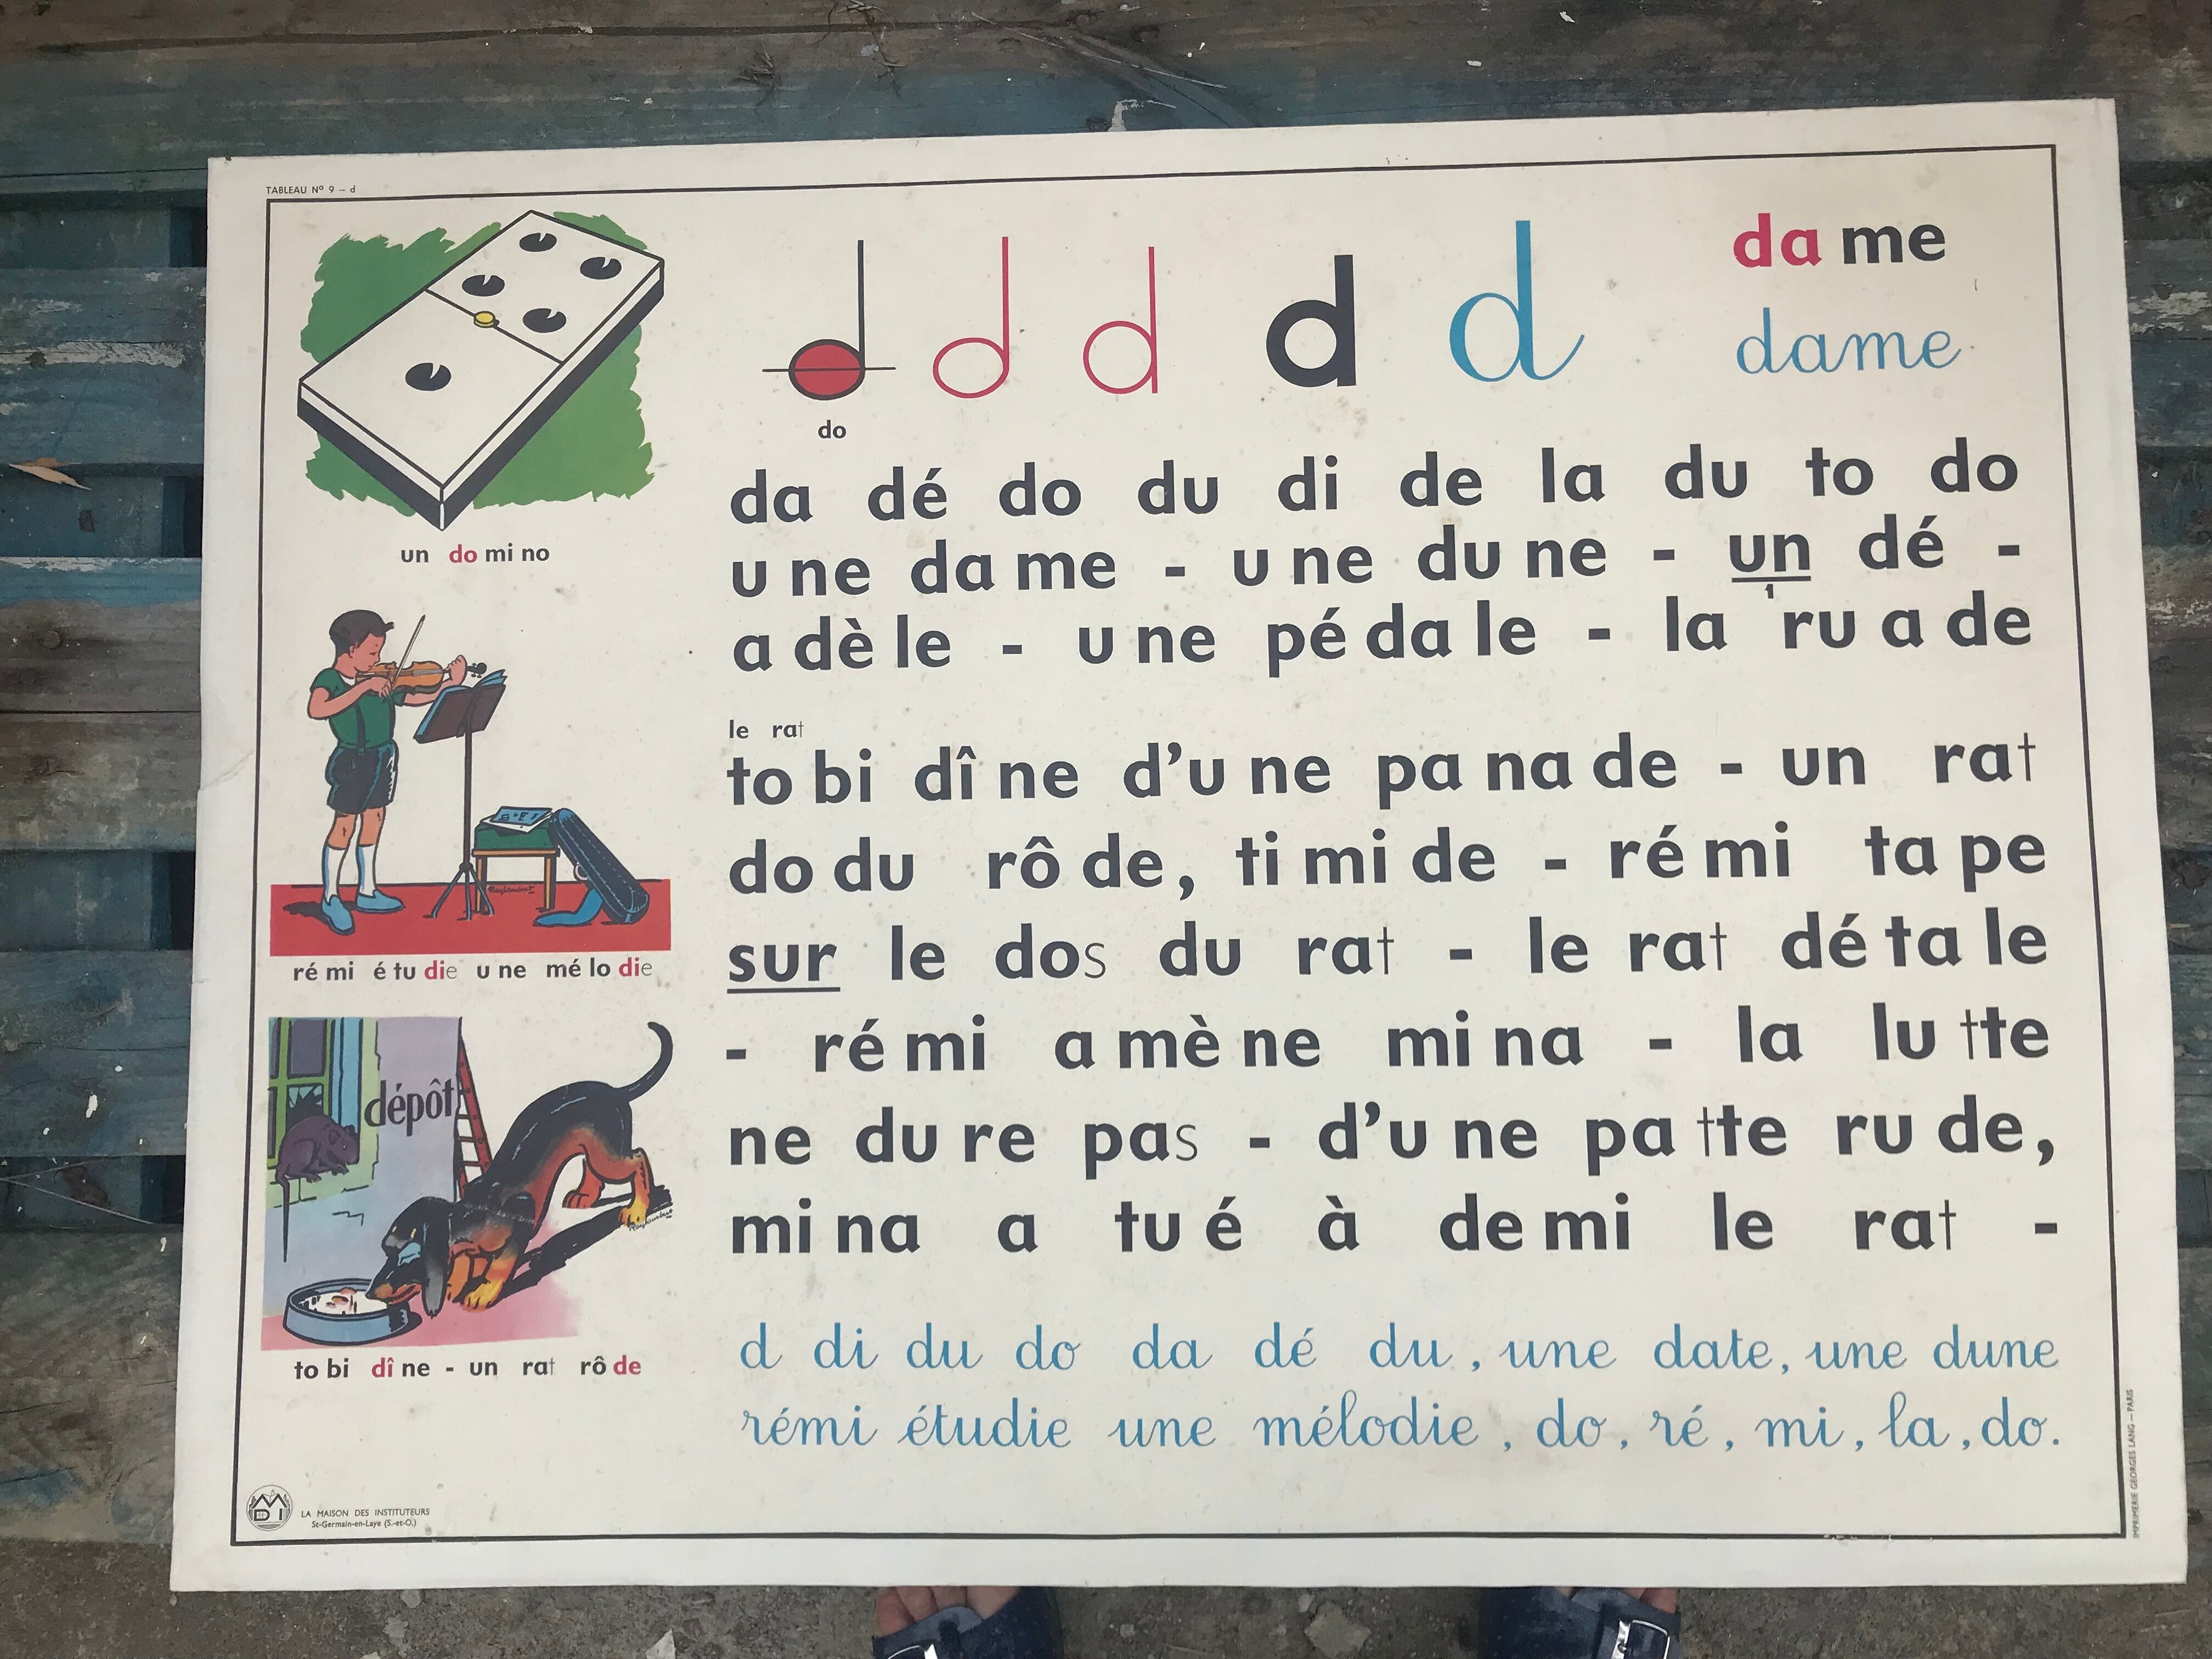 TABLEAU Nº 9 – d
un do mi no
ré mi é tu die u ne mé lo die
dépôt
to bi dî ne - un rat rô de
d d d d d
do
da me
dame
da dé do du di de la du to do
u ne da me - u ne du ne - un dé -
a dè le - u ne pé da le - la ru a de
le rat
to bi dî ne d'u ne pa na de - un rat
do du rô de, ti mi de - ré mi ta pe
sur le dos du rat - le rat dé ta le
- ré mi a mè ne mi na - la lu tte
ne du re pas - d'u ne pa tte ru de,
mi na a tu é à de mi le rat -
d di du do da dé du, une date, une dune
rémi étudie une mélodie, do, ré, mi, la, do.
MDI
LA MAISON DES INSTITUTEURS
St-Germain-en-Laye (S.-et-O.)
IMPRIMERIE GEORGES LANG – PARIS